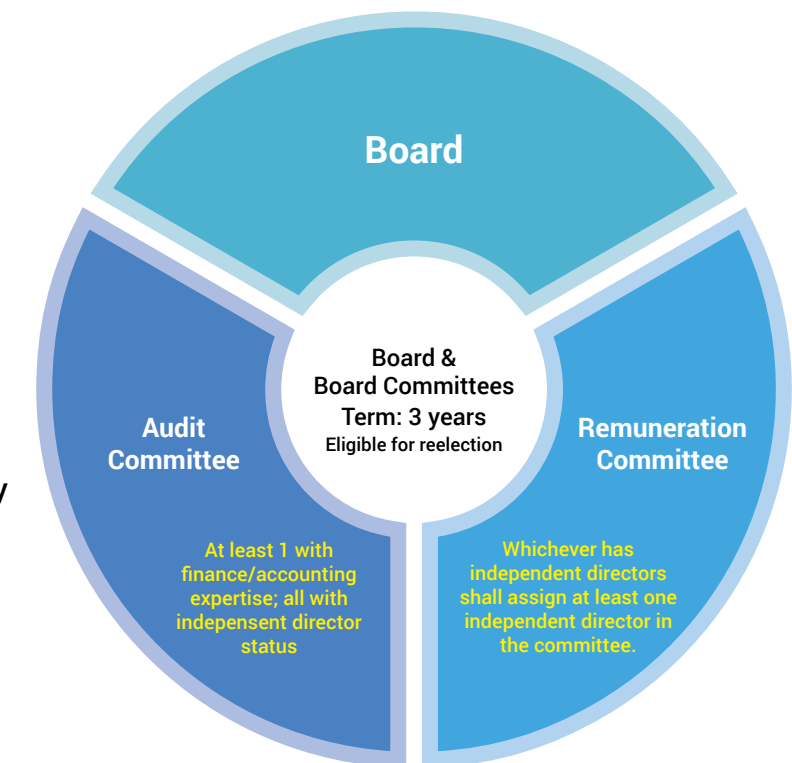 Board
Board &
Board Committees
Term: 3 years
Eligible for reelection
Audit
Committee
At least 1 with
finance/accounting
expertise; all with
indepensent director
status
Remuneration
Committee
Whichever has
independent directors
shall assign at least one
independent director in
the committee.